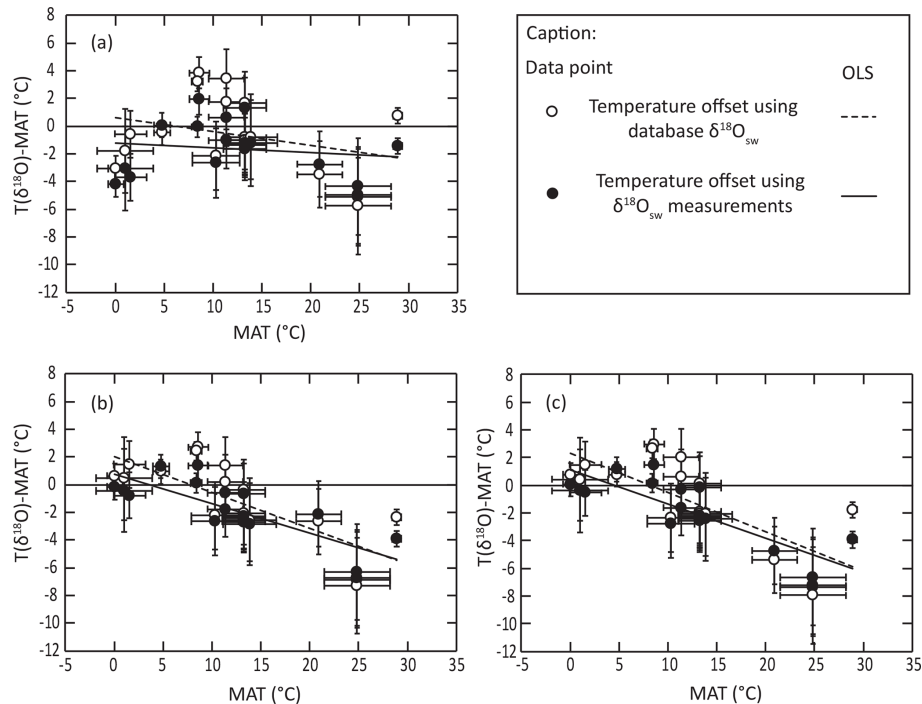 (a)
8
6
4
2
0
-2
-4
-6
-8
-10
-12
T(δ¹⁸O)-MAT (°C)
-5 0 5 10 15 20 25 30 35
MAT (°C)
Caption:
Data point OLS
Temperature offset using
database δ¹⁸Osw
Temperature offset using
δ¹⁸Osw measurements
(b)
8
6
4
2
0
-2
-4
-6
-8
-10
-12
T(δ¹⁸O)-MAT (°C)
-5 0 5 10 15 20 25 30 35
MAT (°C)
(c)
8
6
4
2
0
-2
-4
-6
-8
-10
-12
T(δ¹⁸O)-MAT (°C)
-5 0 5 10 15 20 25 30 35
MAT (°C)